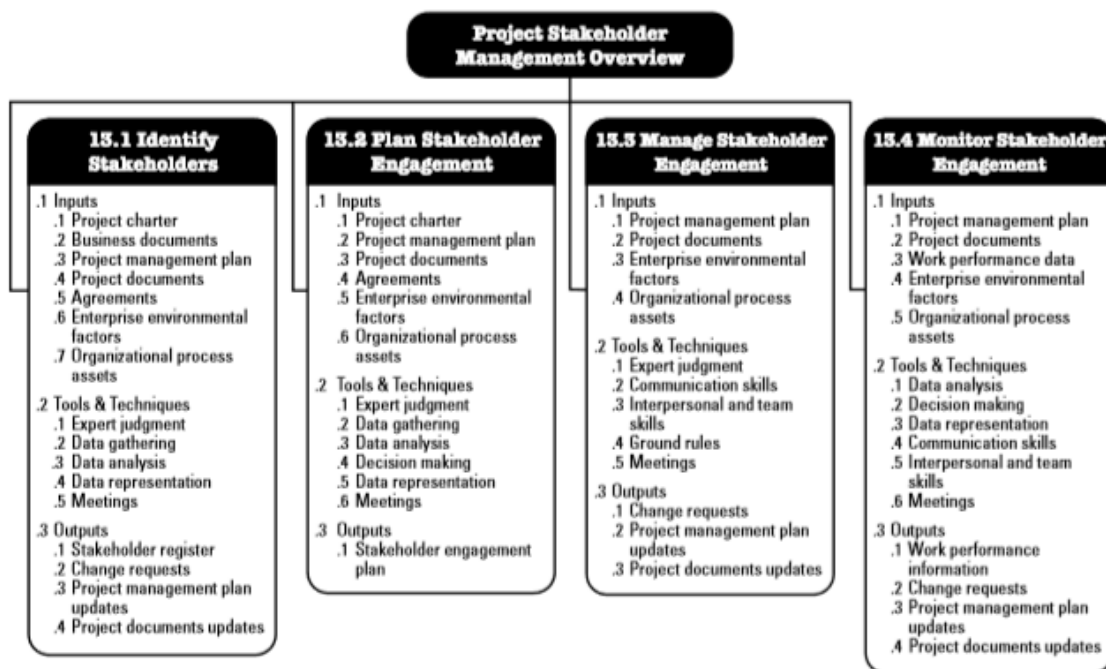 Project Stakeholder
Management Overview
13.1 Identify
Stakeholders
.1 Inputs
.1 Project charter
.2 Business documents
.3 Project management plan
.4 Project documents
.5 Agreements
.6 Enterprise environmental
factors
.7 Organizational process
assets
.2 Tools & Techniques
.1 Expert judgment
.2 Data gathering
.3 Data analysis
.4 Data representation
.5 Meetings
.3 Outputs
.1 Stakeholder register
.2 Change requests
.3 Project management plan
updates
.4 Project documents updates
13.2 Plan Stakeholder
Engagement
.1 Inputs
.1 Project charter
.2 Project management plan
.3 Project documents
.4 Agreements
.5 Enterprise environmental
factors
.6 Organizational process
assets
.2 Tools & Techniques
.1 Expert judgment
.2 Data gathering
.3 Data analysis
.4 Decision making
.5 Data representation
.6 Meetings
.3 Outputs
.1 Stakeholder engagement
plan
13.3 Manage Stakeholder
Engagement
.1 Inputs
.1 Project management plan
.2 Project documents
.3 Enterprise environmental
factors
.4 Organizational process
assets
.2 Tools & Techniques
.1 Expert judgment
.2 Communication skills
.3 Interpersonal and team
skills
.4 Ground rules
.5 Meetings
.3 Outputs
.1 Change requests
.2 Project management plan
updates
.3 Project documents updates
13.4 Monitor Stakeholder
Engagement
.1 Inputs
.1 Project management plan
.2 Project documents
.3 Work performance data
.4 Enterprise environmental
factors
.5 Organizational process
assets
.2 Tools & Techniques
.1 Data analysis
.2 Decision making
.3 Data representation
.4 Communication skills
.5 Interpersonal and team
skills
.6 Meetings
.3 Outputs
.1 Work performance
information
.2 Change requests
.3 Project management plan
updates
.4 Project documents updates